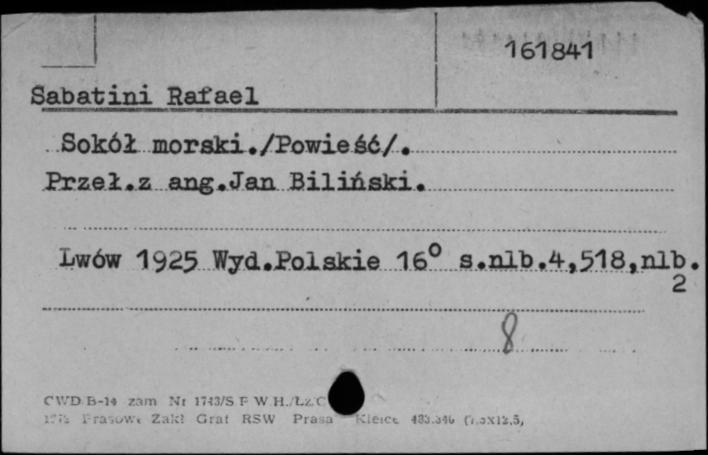 161841
Sabatini Rafael
Sokół morski./Powieść/.
Przeł.z ang.Jan Biliński.
Lwów 1925 Wyd.Polskie 16° s.nlb.4,518,nlb.
2
8
CWD.B-14 zam Nr 1743/S.F.W.H./Łz.C
Prasowe Zakł Graf RSW Prasa Kielce